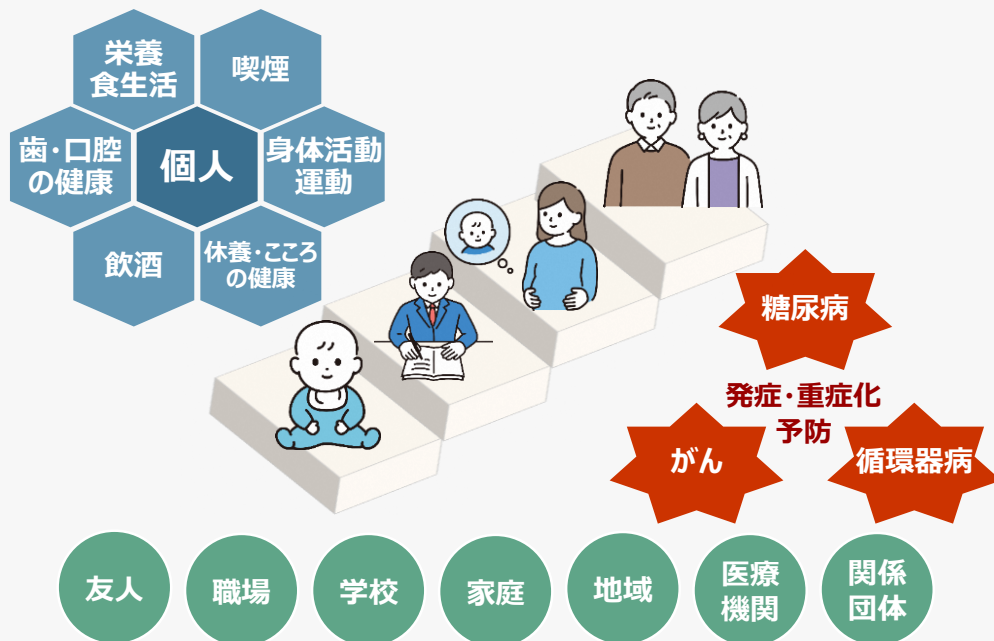 栄養
食生活
喫煙
歯・口腔
の健康
個人
身体活動
運動
飲酒
休養・こころ
の健康
糖尿病
発症・重症化
予防
がん
循環器病
友人
職場
学校
家庭
地域
医療
機関
関係
団体